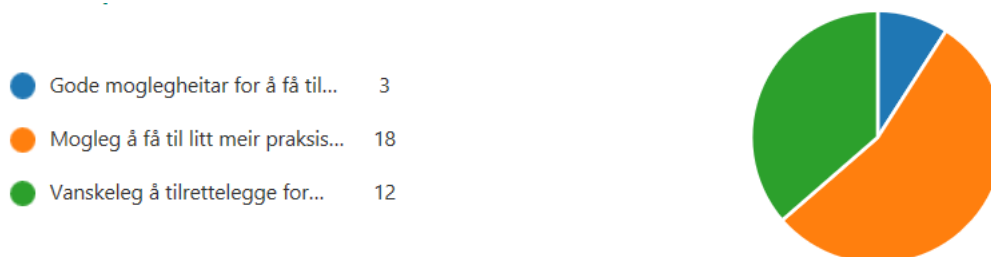 Gode moglegheitar for å få til... 3
Mogleg å få til litt meir praksis... 18
Vanskeleg å tilrettelegge for... 12